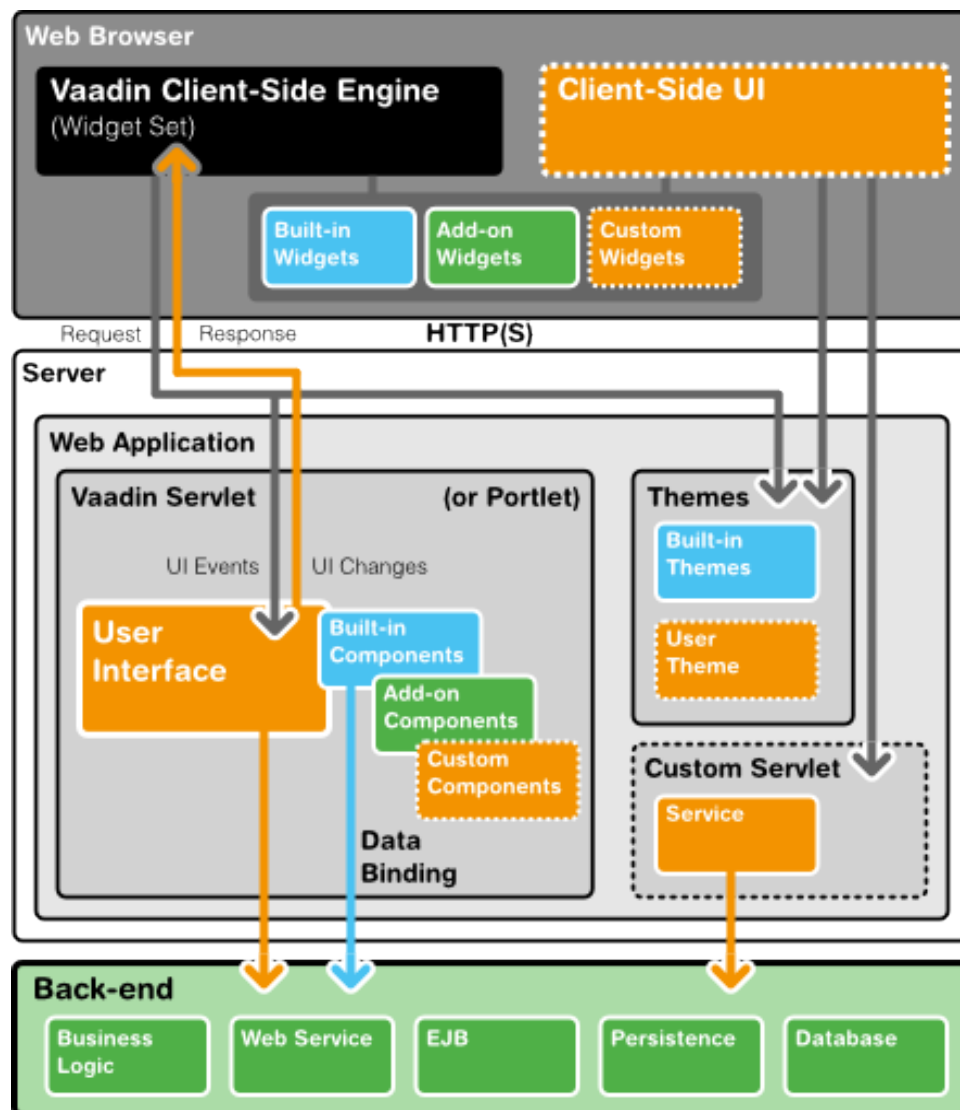 Web Browser
Vaadin Client-Side Engine
(Widget Set)
Client-Side UI
Built-in
Widgets
Add-on
Widgets
Custom
Widgets
Request
Response
HTTP(S)
Server
Web Application
Vaadin Servlet
(or Portlet)
UI Events
UI Changes
User
Interface
Built-in
Components
Add-on
Components
Custom
Components
Data
Binding
Themes
Built-in
Themes
User
Theme
Custom Servlet
Service
Back-end
Business
Logic
Web Service
EJB
Persistence
Database